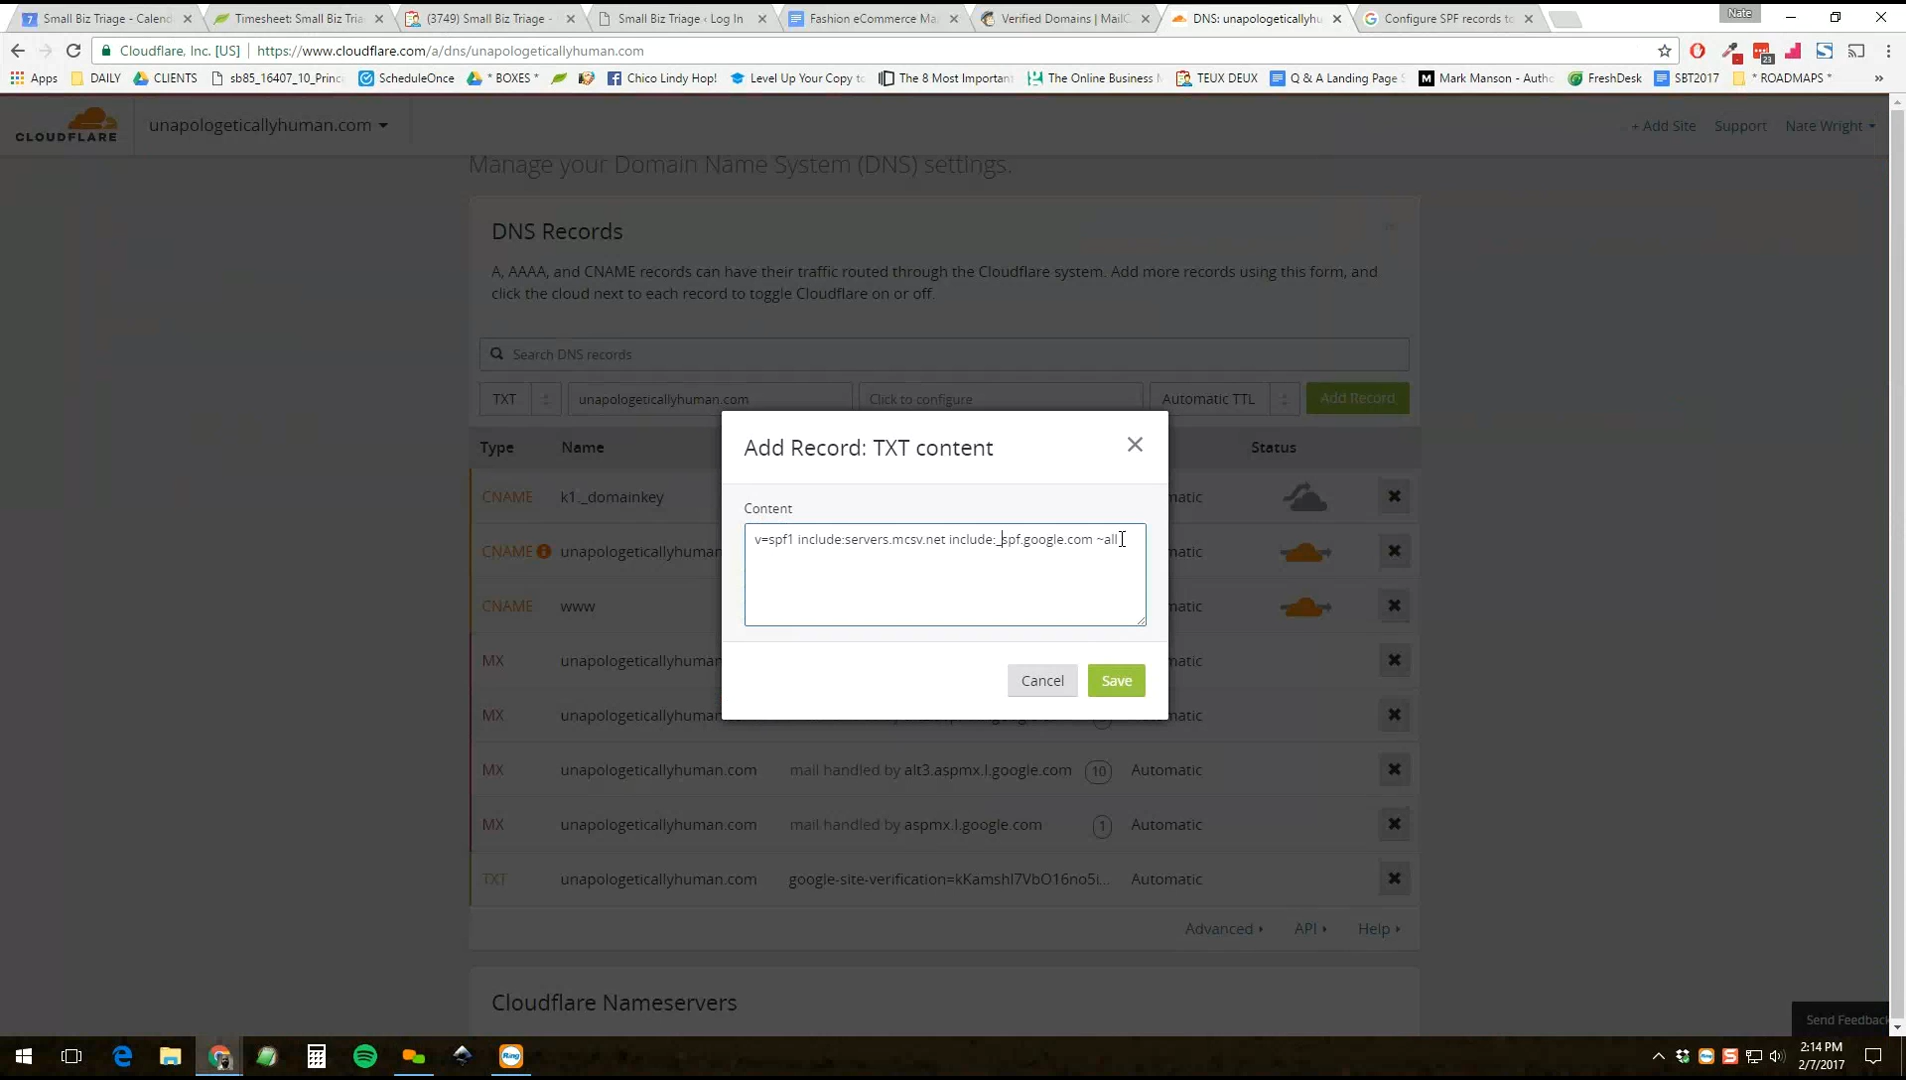 Nate
Small Biz Triage - Calend
Timesheet: Small Biz Tria
(3749) Small Biz Triage -
Small Biz Triage ‹ Log In
Fashion eCommerce Ma
Verified Domains | MailC
DNS: unapologeticallyhu
Configure SPF records to
Cloudflare, Inc. [US]
https://www.cloudflare.com/a/dns/unapologeticallyhuman.com
Apps
DAILY
CLIENTS
sb85_16407_10_Princ
ScheduleOnce
* BOXES *
Chico Lindy Hop!
Level Up Your Copy to
The 8 Most Important
The Online Business M
TEUX DEUX
Q & A Landing Page S
Mark Manson - Autho
FreshDesk
SBT2017
* ROADMAPS *
»
CLOUDFLARE
unapologeticallyhuman.com
+ Add Site
Support
Nate Wright
Manage your Domain Name System (DNS) settings.
DNS Records
A, AAAA, and CNAME records can have their traffic routed through the Cloudflare system. Add more records using this form, and
click the cloud next to each record to toggle Cloudflare on or off.
Search DNS records
TXT
unapologeticallyhuman.com
Click to configure
Automatic TTL
Add Record
Type
Name
Status
Add Record: TXT content
Content
v=spf1 include:servers.mcsv.net include:_spf.google.com ~all
Cancel
Save
CNAME k1._domainkey
CNAME
www
MX unapologeticallyhuman.com mail handled by alt3.aspmx.l.google.com 10 Automatic
MX unapologeticallyhuman.com mail handled by aspmx.l.google.com 1 Automatic
TXT unapologeticallyhuman.com google-site-verification=kKamshI7VbO16no5i... Automatic
Advanced
API
Help
Cloudflare Nameservers
Send Feedback
2:14 PM
2/7/2017